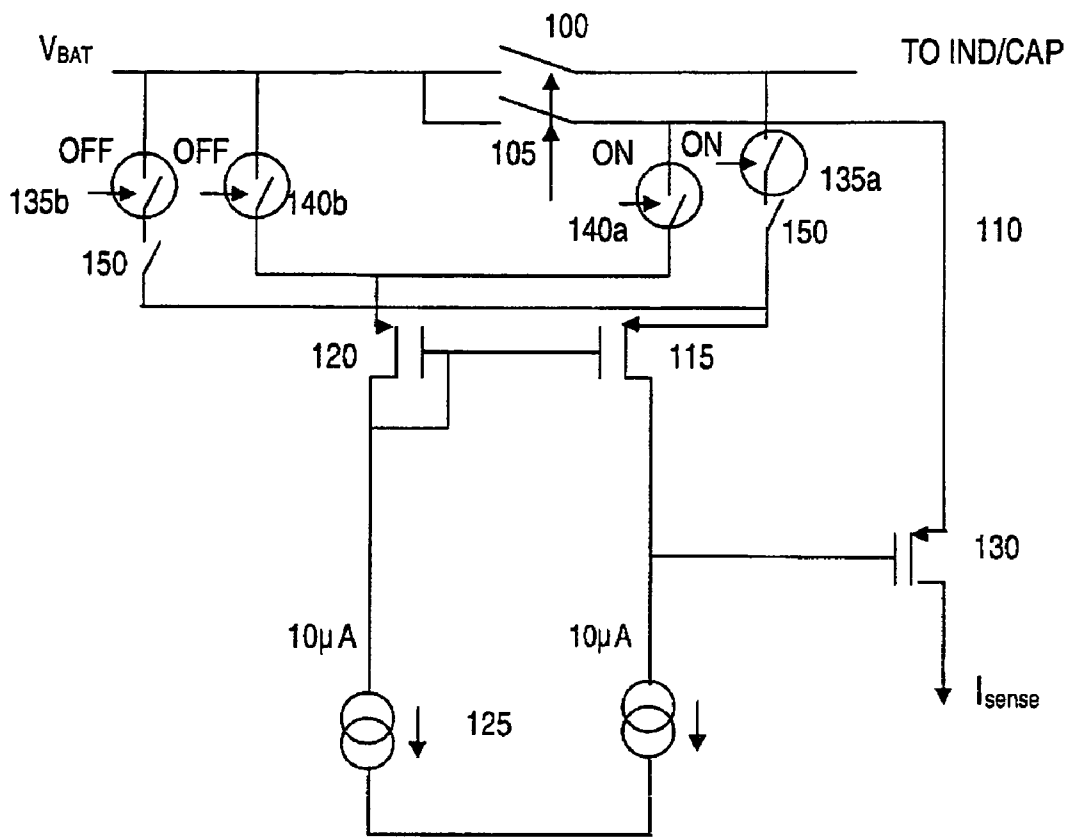 100
V_BAT
TO IND/CAP
OFF
OFF
105
ON
ON
135b
140b
140a
135a
150
150
110
120
115
130
10µA
10µA
125
I_sense